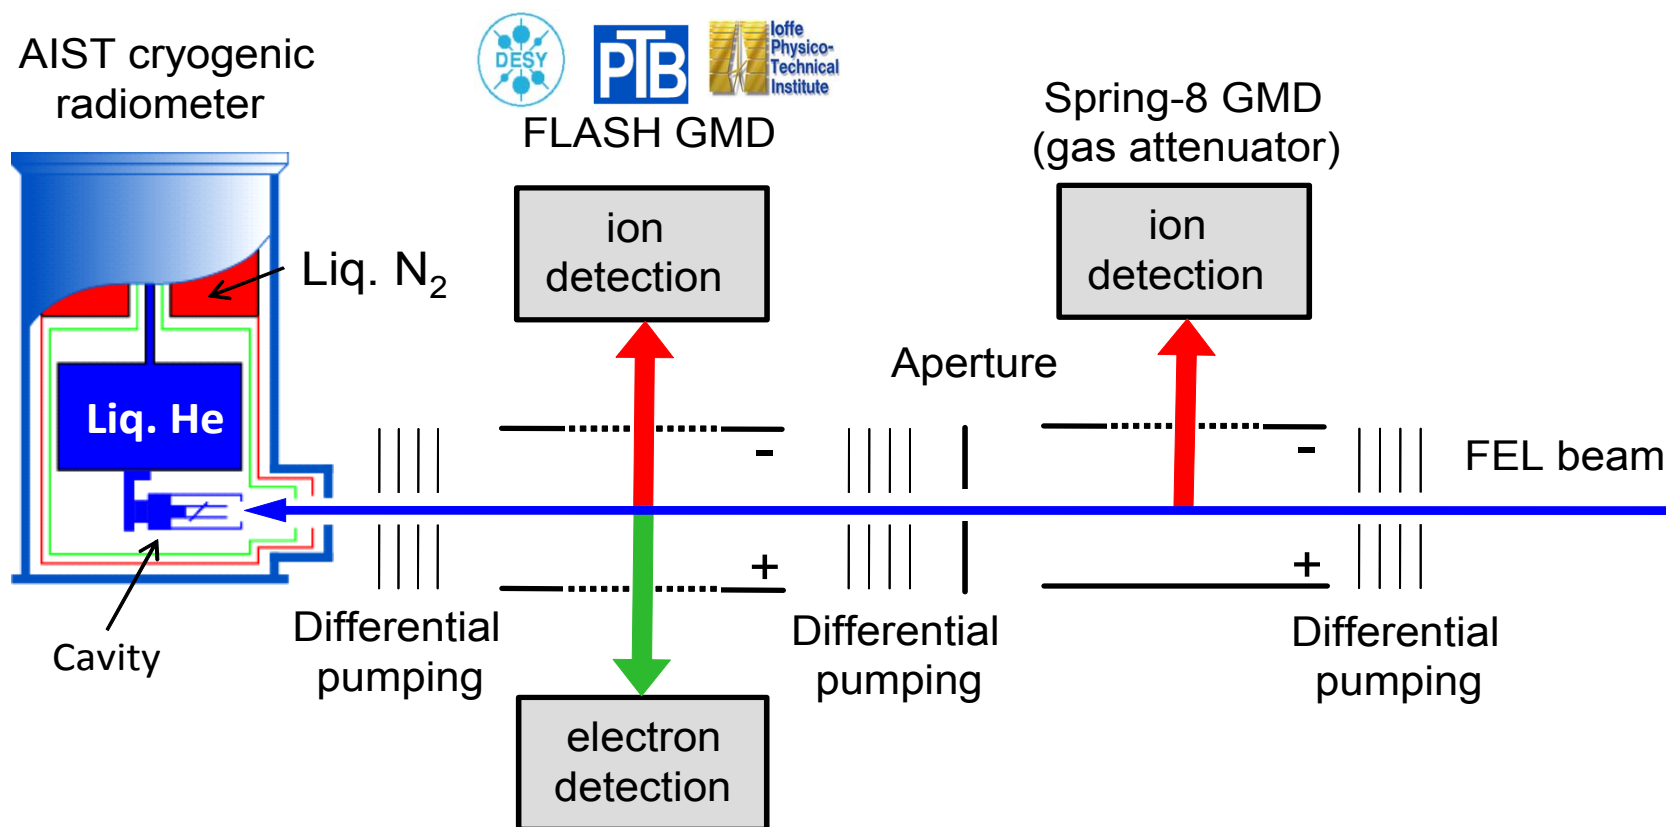 AIST cryogenic
radiometer
DESY
PTB
Ioffe
Physico-
Technical
Institute
FLASH GMD
Spring-8 GMD
(gas attenuator)
ion
detection
ion
detection
Liq. N₂
Aperture
Liq. He
-
-
FEL beam
+
+
Cavity
Differential
pumping
Differential
pumping
Differential
pumping
electron
detection